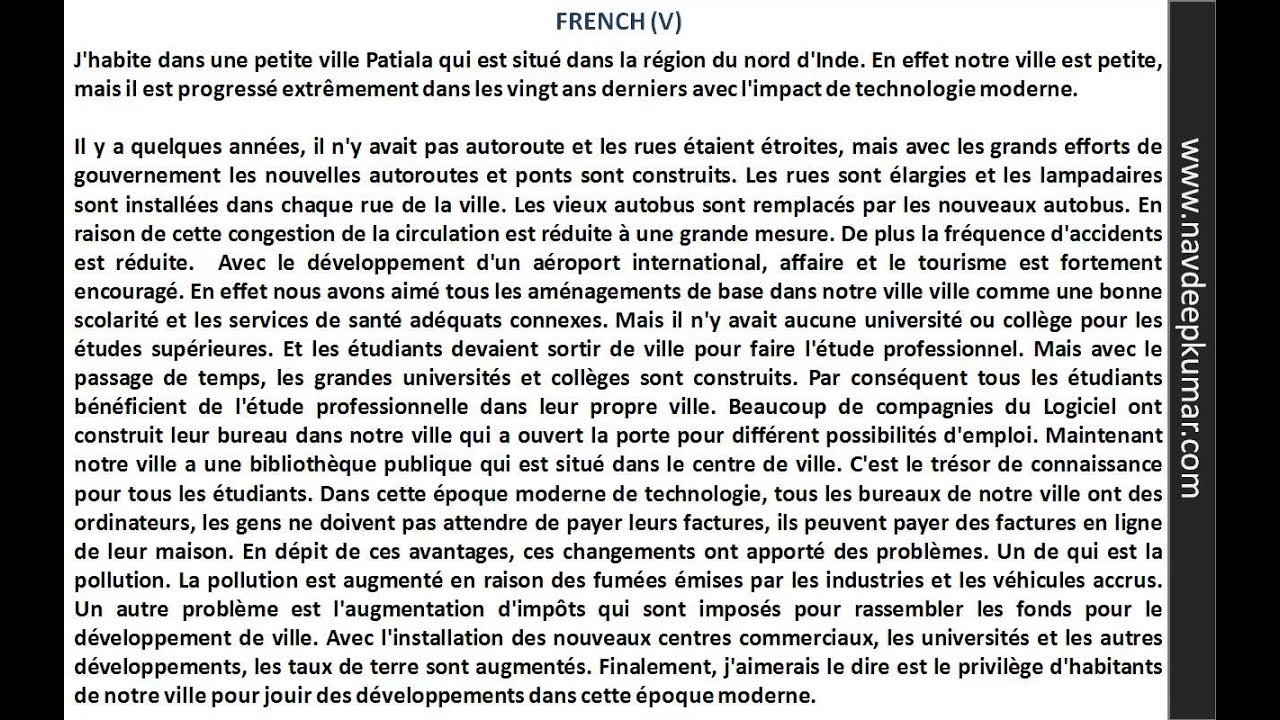 FRENCH (V)
J'habite dans une petite ville Patiala qui est situé dans la région du nord d'Inde. En effet notre ville est petite,
mais il est progressé extrêmement dans les vingt ans derniers avec l'impact de technologie moderne.
Il y a quelques années, il n'y avait pas autoroute et les rues étaient étroites, mais avec les grands efforts de
gouvernement les nouvelles autoroutes et ponts sont construits. Les rues sont élargies et les lampadaires
sont installées dans chaque rue de la ville. Les vieux autobus sont remplacés par les nouveaux autobus. En
raison de cette congestion de la circulation est réduite à une grande mesure. De plus la fréquence d'accidents
est réduite.  Avec le développement d'un aéroport international, affaire et le tourisme est fortement
encouragé. En effet nous avons aimé tous les aménagements de base dans notre ville ville comme une bonne
scolarité et les services de santé adéquats connexes. Mais il n'y avait aucune université ou collège pour les
études supérieures. Et les étudiants devaient sortir de ville pour faire l'étude professionnel. Mais avec le
passage de temps, les grandes universités et collèges sont construits. Par conséquent tous les étudiants
bénéficient de l'étude professionnelle dans leur propre ville. Beaucoup de compagnies du Logiciel ont
construit leur bureau dans notre ville qui a ouvert la porte pour différent possibilités d'emploi. Maintenant
notre ville a une bibliothèque publique qui est situé dans le centre de ville. C'est le trésor de connaissance
pour tous les étudiants. Dans cette époque moderne de technologie, tous les bureaux de notre ville ont des
ordinateurs, les gens ne doivent pas attendre de payer leurs factures, ils peuvent payer des factures en ligne
de leur maison. En dépit de ces avantages, ces changements ont apporté des problèmes. Un de qui est la
pollution. La pollution est augmenté en raison des fumées émises par les industries et les véhicules accrus.
Un autre problème est l'augmentation d'impôts qui sont imposés pour rassembler les fonds pour le
développement de ville. Avec l'installation des nouveaux centres commerciaux, les universités et les autres
développements, les taux de terre sont augmentés. Finalement, j'aimerais le dire est le privilège d'habitants
de notre ville pour jouir des développements dans cette époque moderne.
www.navdeepkumar.com